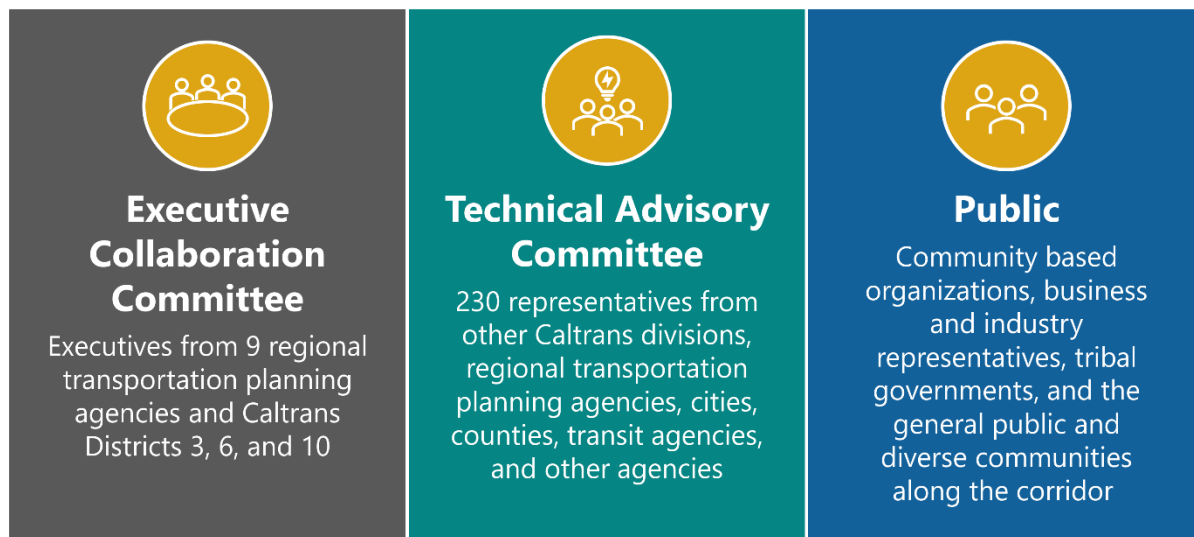 Executive
Collaboration
Committee
Executives from 9 regional
transportation planning
agencies and Caltrans
Districts 3, 6, and 10
Technical Advisory
Committee
230 representatives from
other Caltrans divisions,
regional transportation
planning agencies, cities,
counties, transit agencies,
and other agencies
Public
Community based
organizations, business
and industry
representatives, tribal
governments, and the
general public and
diverse communities
along the corridor